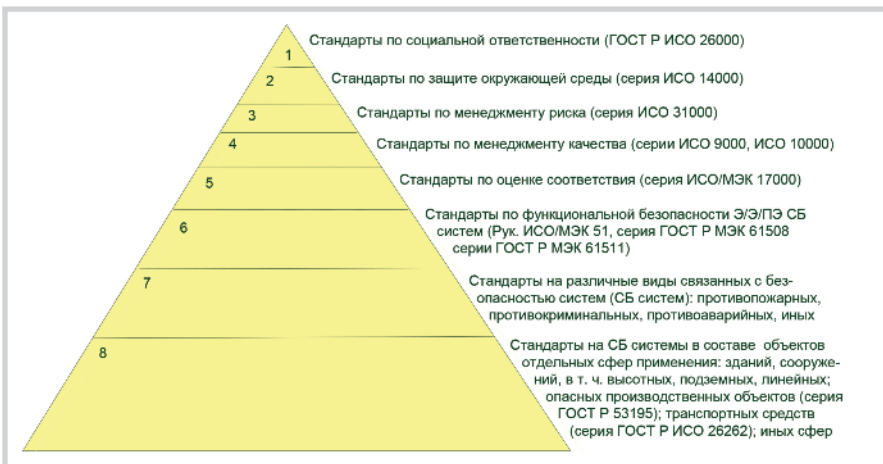 Стандарты по социальной ответственности (ГОСТ Р ИСО 26000)
1
Стандарты по защите окружающей среды (серия ИСО 14000)
2
Стандарты по менеджменту риска (серия ИСО 31000)
3
Стандарты по менеджменту качества (серии ИСО 9000, ИСО 10000)
4
Стандарты по оценке соответствия (серия ИСО/МЭК 17000)
5
Стандарты по функциональной безопасности Э/Э/ПЭ СБ
систем (Рук. ИСО/МЭК 51, серия ГОСТ Р МЭК 61508
серии ГОСТ Р МЭК 61511)
6
Стандарты на различные виды связанных с без-
опасностью систем (СБ систем): противопожарных,
противокриминальных, противоаварийных, иных
7
Стандарты на СБ системы в составе объектов
отдельных сфер применения: зданий, сооруже-
ний, в т. ч. высотных, подземных, линейных;
опасных производственных объектов (серия
ГОСТ Р 53195); транспортных средств
(серия ГОСТ Р ИСО 26262); иных сфер
8